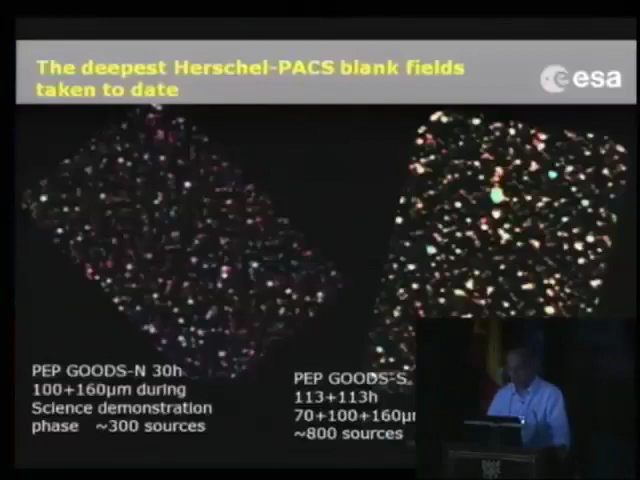 The deepest Herschel-PACS blank fields
taken to date
esa
PEP GOODS-N 30h
100+160µm during
Science demonstration
phase ~300 sources
PEP GOODS-S
113+113h
70+100+160µ
~800 sources